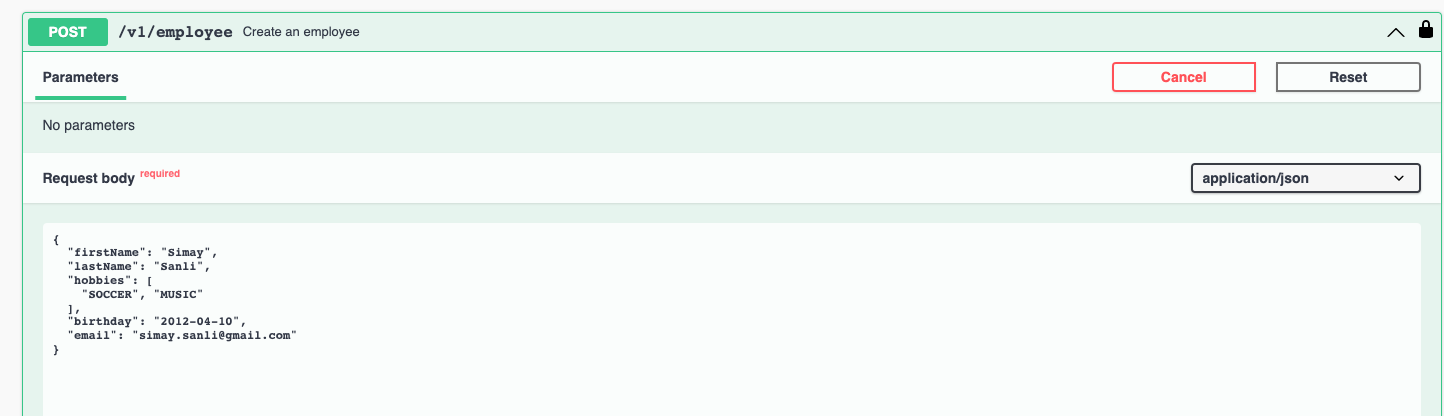 POST /v1/employee Create an employee
Parameters Cancel Reset
No parameters
Request body required application/json
{
  "firstName": "Simay",
  "lastName": "Sanli",
  "hobbies": [
    "SOCCER", "MUSIC"
  ],
  "birthday": "2012-04-10",
  "email": "simay.sanli@gmail.com"
}